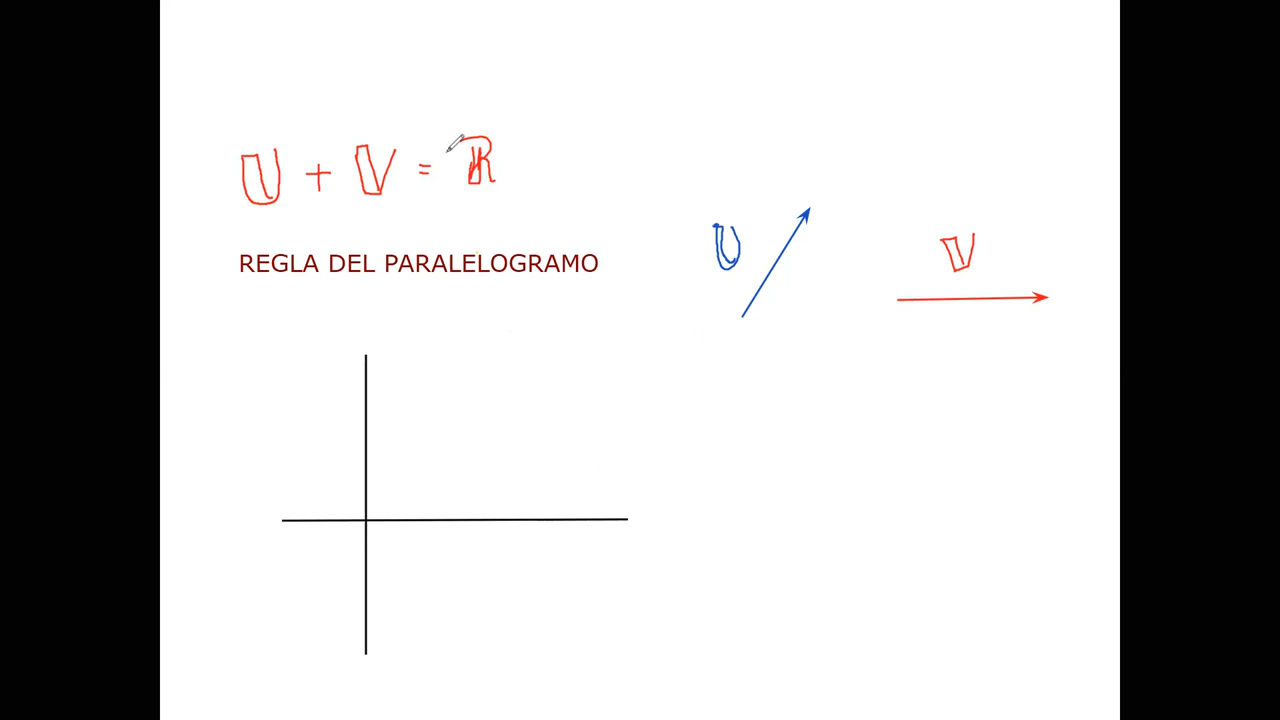 U + V = R
REGLA DEL PARALELOGRAMO
U
V